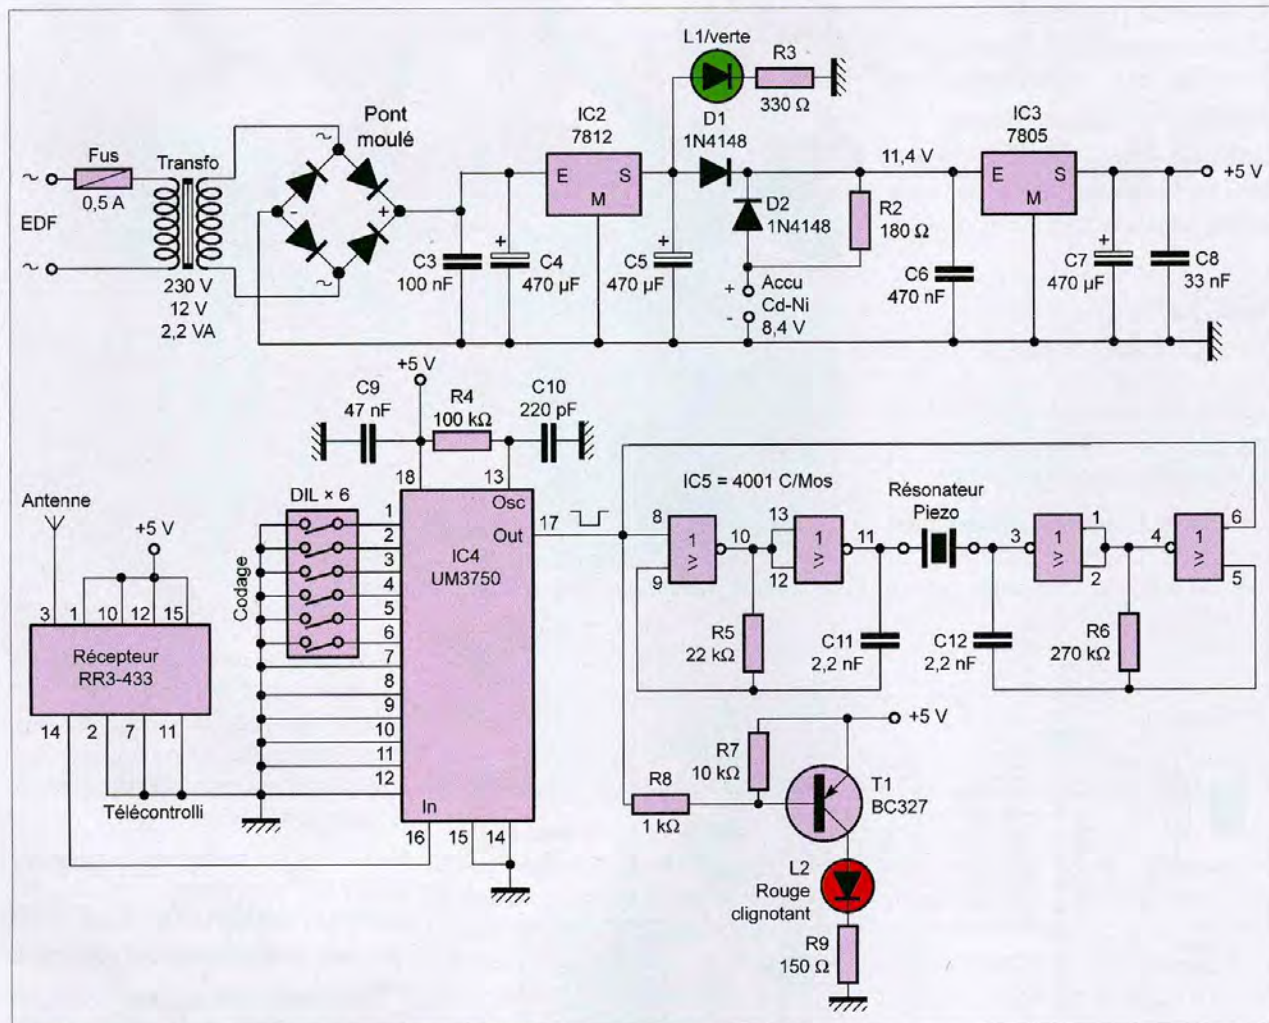 L1/verte
R3
330 Ω
D1
1N4148
Pont
moulé
IC2
7812
IC3
7805
Fus
0,5 A
Transfo
~
~
EDF
~
~
-
+
230 V
12 V
2,2 VA
E
S
M
11,4 V
E
S
M
+5 V
D2
1N4148
R2
180 Ω
C3
100 nF
+
C4
470 µF
+
C5
470 µF
+
-
Accu
Cd-Ni
8,4 V
C6
470 nF
+
C7
470 µF
C8
33 nF
+5 V
C9
47 nF
R4
100 kΩ
C10
220 pF
18
13
Antenne
+5 V
3
1
10
12
15
Récepteur
RR3-433
14
2
7
11
Télécontrolli
DIL × 6
Codage
1
2
3
4
5
6
7
8
9
10
11
12
Osc
Out
17
IC4
UM3750
In
16
15
14
IC5 = 4001 C/Mos
Résonateur
Piezo
8
9
1
≥
10
13
12
1
≥
11
3
1
≥
1
2
4
1
≥
6
5
R5
22 kΩ
C11
2,2 nF
C12
2,2 nF
R6
270 kΩ
+5 V
R7
10 kΩ
R8
1 kΩ
T1
BC327
L2
Rouge
clignotant
R9
150 Ω